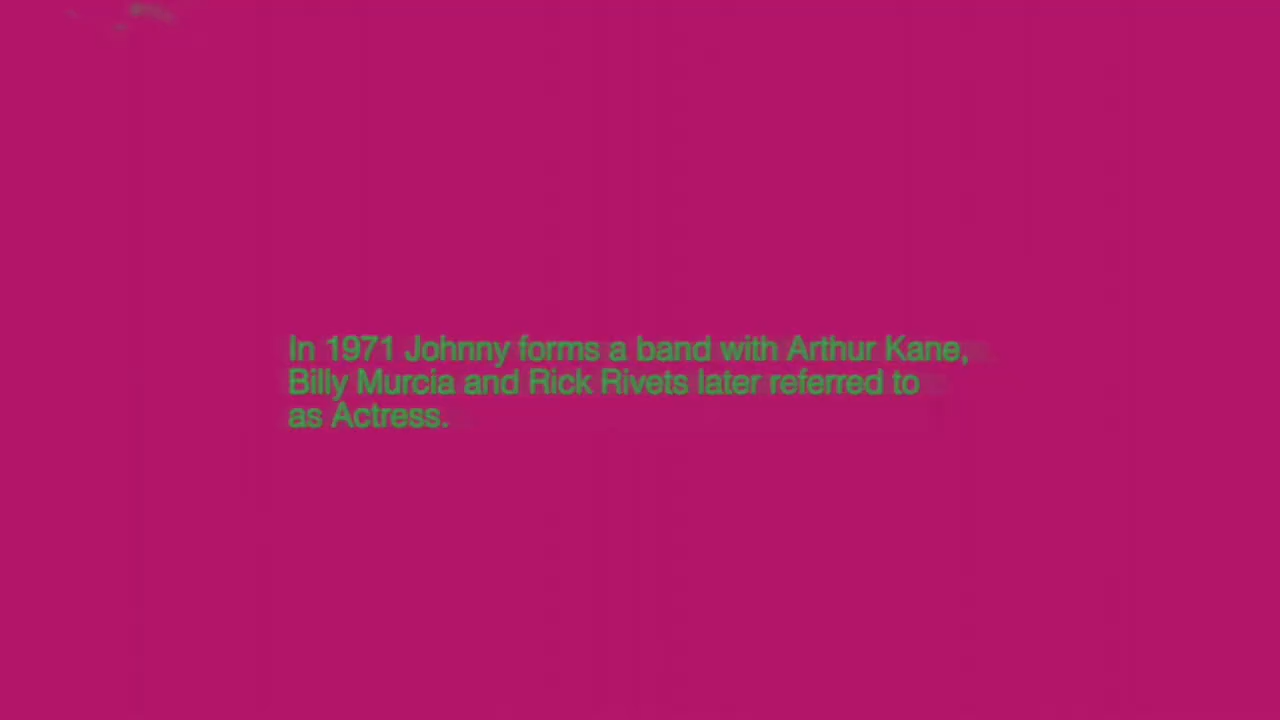 In 1971 Johnny forms a band with Arthur Kane,
Billy Murcia and Rick Rivets later referred to
as Actress.